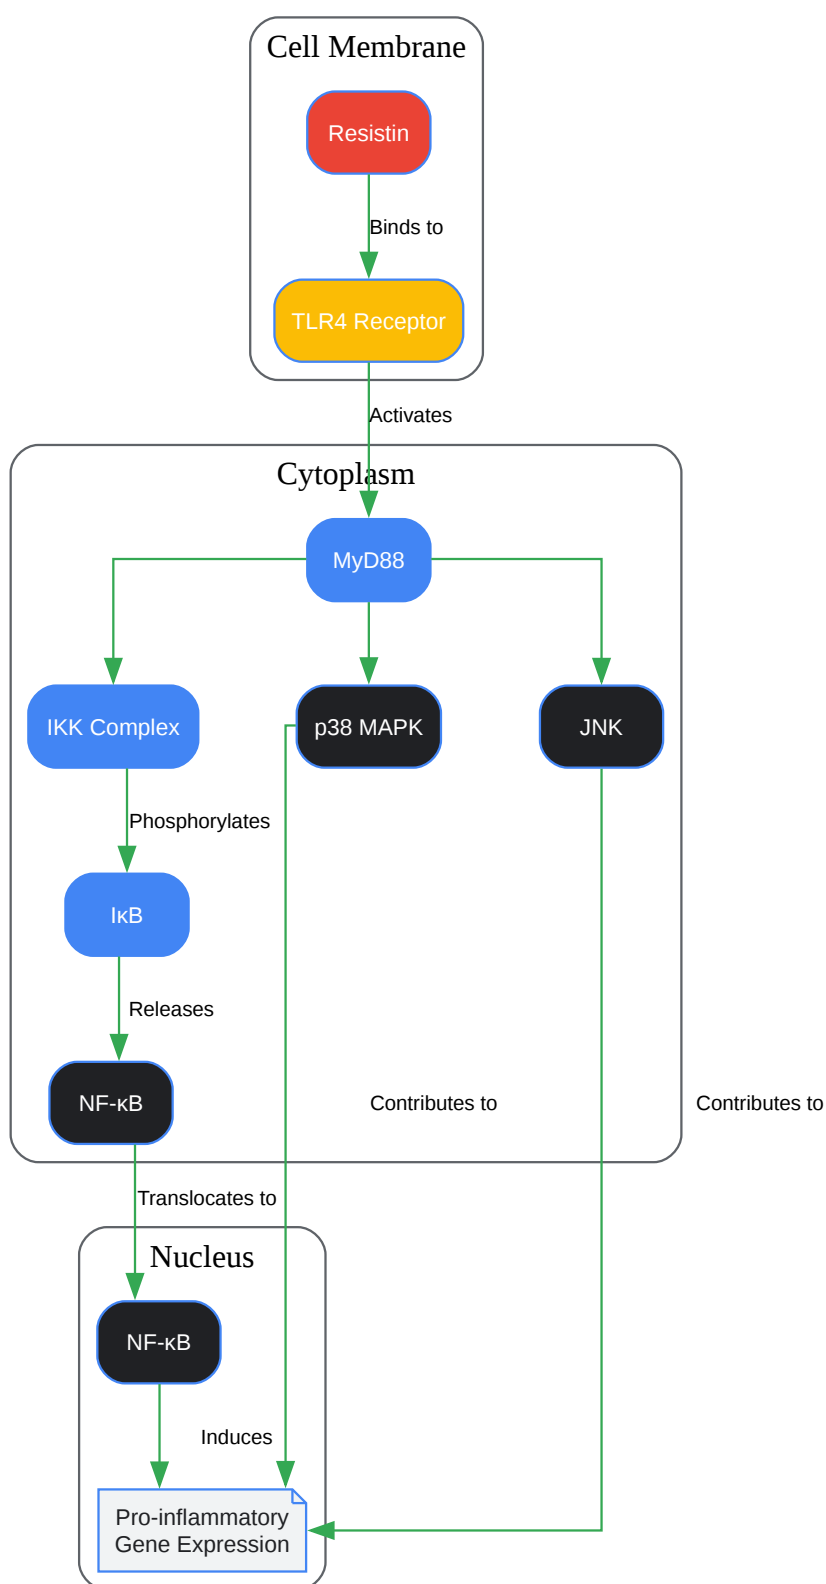 Cell Membrane
Resistin
Binds to
TLR4 Receptor
Activates
Cytoplasm
MyD88
IKK Complex
p38 MAPK
JNK
Phosphorylates
IκB
Releases
NF-κB
Contributes to
Contributes to
Translocates to
Nucleus
NF-κB
Induces
Pro-inflammatory
Gene Expression